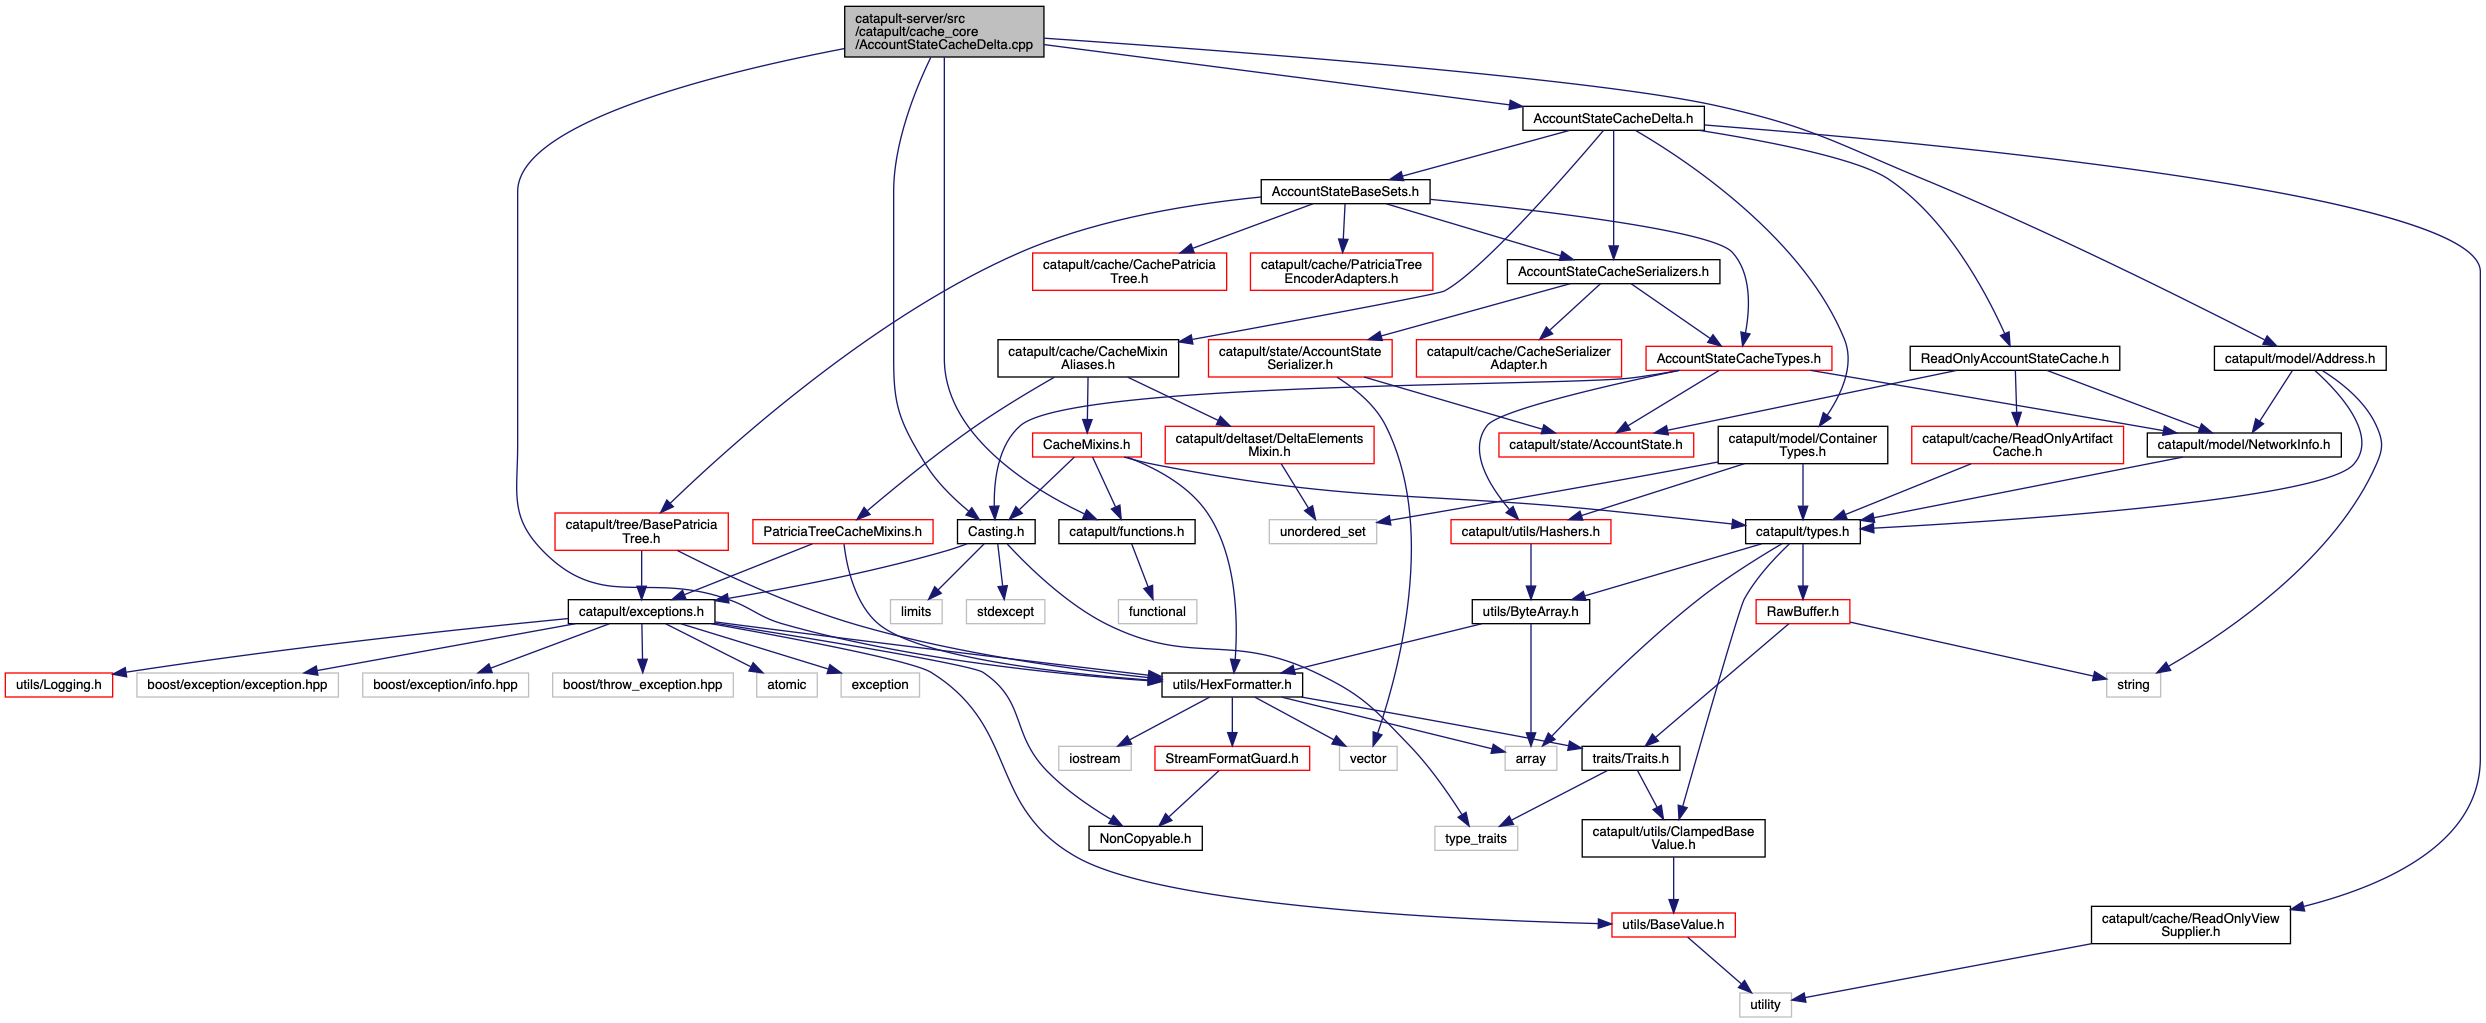 catapult-server/src
/catapult/cache_core
/AccountStateCacheDelta.cpp
AccountStateCacheDelta.h
AccountStateBaseSets.h
catapult/cache/CachePatricia
Tree.h
catapult/cache/PatriciaTree
EncoderAdapters.h
AccountStateCacheSerializers.h
catapult/cache/CacheMixin
Aliases.h
catapult/state/AccountState
Serializer.h
catapult/cache/CacheSerializer
Adapter.h
AccountStateCacheTypes.h
ReadOnlyAccountStateCache.h
catapult/model/Address.h
CacheMixins.h
catapult/deltaset/DeltaElements
Mixin.h
catapult/state/AccountState.h
catapult/model/Container
Types.h
catapult/cache/ReadOnlyArtifact
Cache.h
catapult/model/NetworkInfo.h
catapult/tree/BasePatricia
Tree.h
PatriciaTreeCacheMixins.h
Casting.h
catapult/functions.h
unordered_set
catapult/utils/Hashers.h
catapult/types.h
catapult/exceptions.h
limits
stdexcept
functional
utils/ByteArray.h
RawBuffer.h
utils/Logging.h
boost/exception/exception.hpp
boost/exception/info.hpp
boost/throw_exception.hpp
atomic
exception
utils/HexFormatter.h
string
iostream
StreamFormatGuard.h
vector
array
traits/Traits.h
NonCopyable.h
type_traits
catapult/utils/ClampedBase
Value.h
utils/BaseValue.h
catapult/cache/ReadOnlyView
Supplier.h
utility